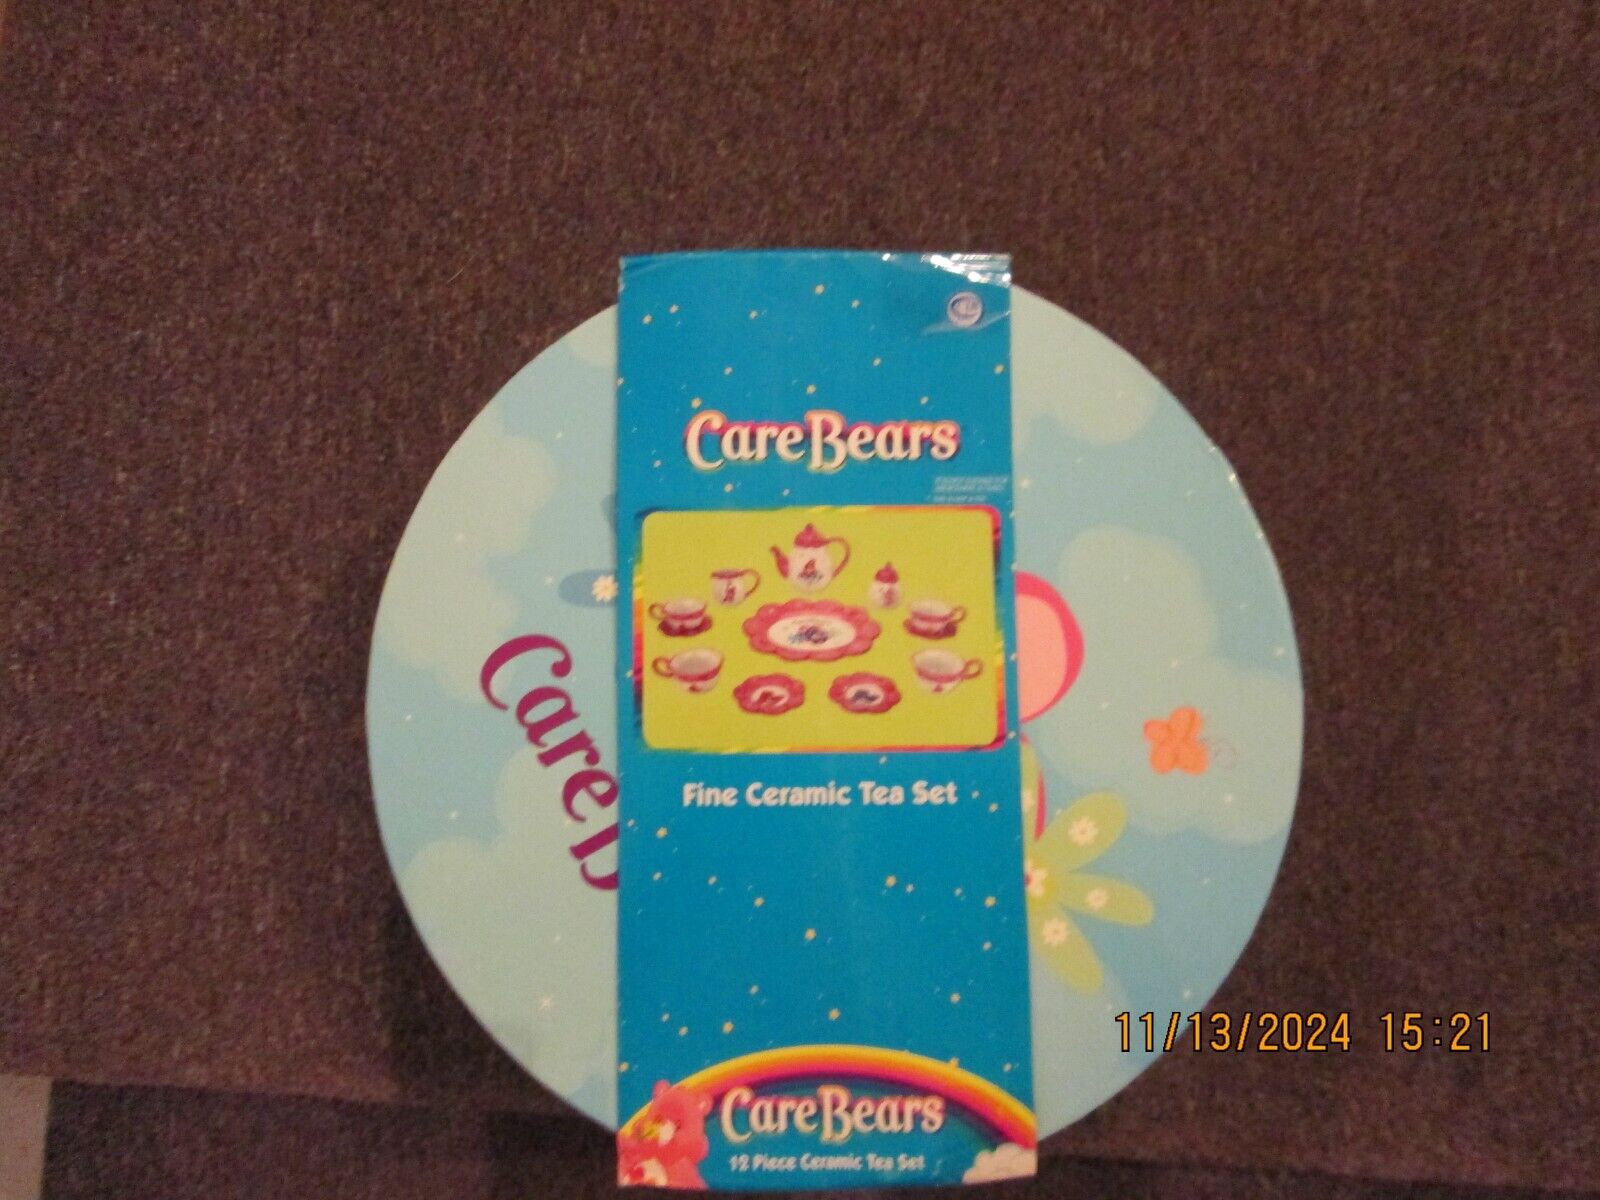 Care Bears
Fine Ceramic Tea Set
Care B
11/13/2024 15:21
Care Bears
12 Piece Ceramic Tea Set